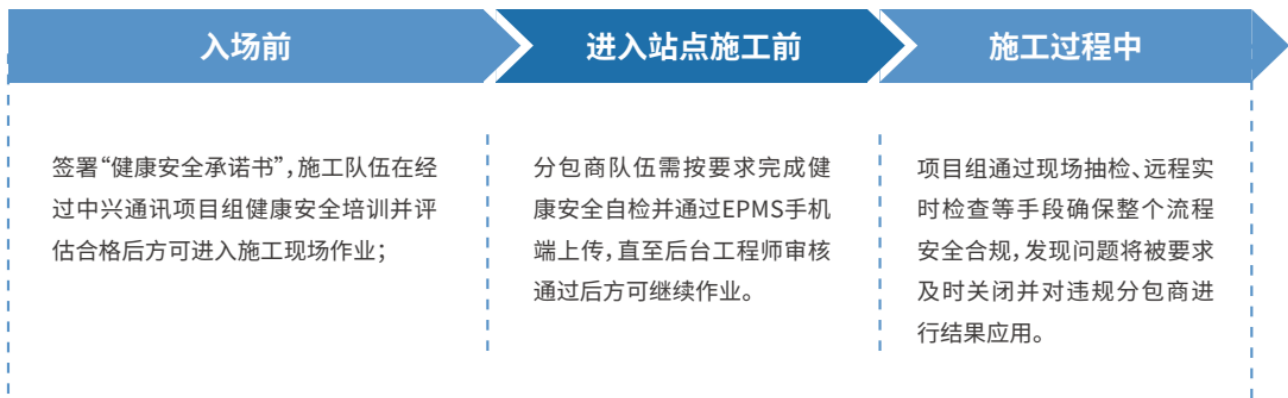 入场前
签署“健康安全承诺书”,施工队伍在经
过中兴通讯项目组健康安全培训并评
估合格后方可进入施工现场作业;
进入站点施工前
分包商队伍需按要求完成健
康安全自检并通过EPMS手机
端上传,直至后台工程师审核
通过后方可继续作业。
施工过程中
项目组通过现场抽检、远程实
时检查等手段确保整个流程
安全合规,发现问题将被要求
及时关闭并对违规分包商进
行结果应用。